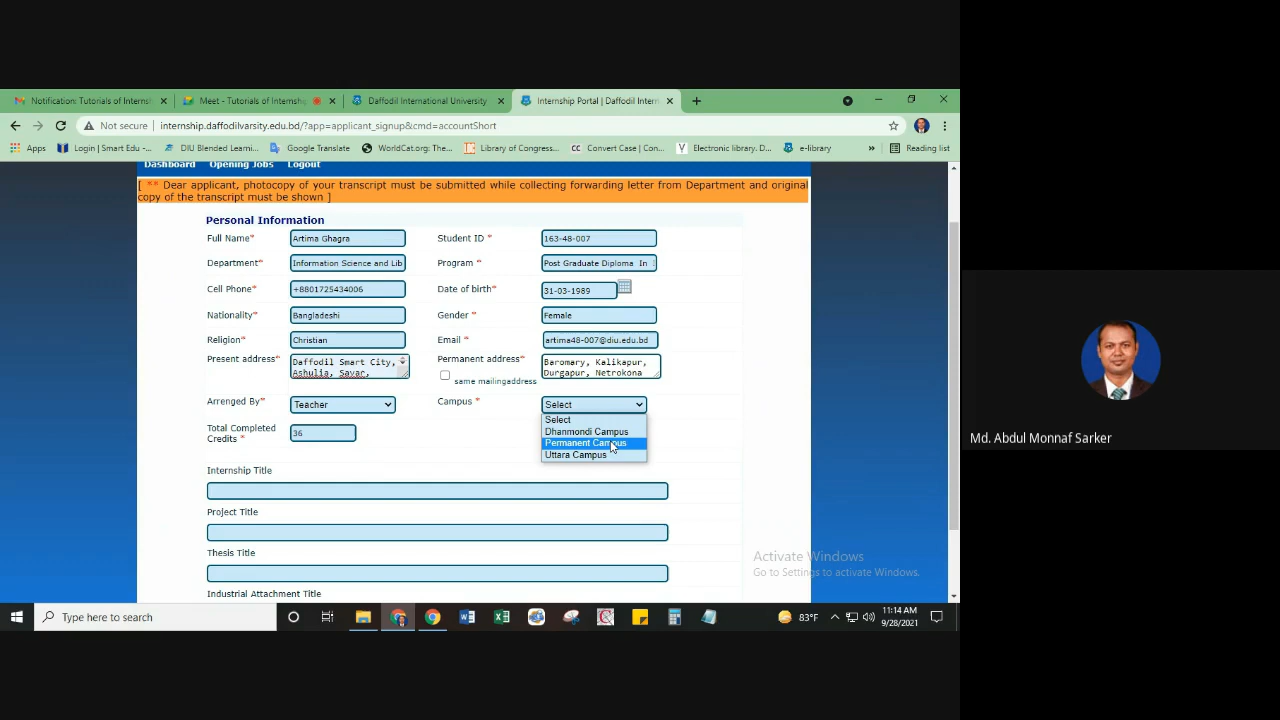 Notification: Tutorials of Internsh
Meet - Tutorials of Internship
Daffodil International University
Internship Portal | Daffodil Intern
Not secure
internship.daffodilvarsity.edu.bd/?app=applicant_signup&cmd=accountShort
Apps
Login | Smart Edu -...
DIU Blended Learni...
Google Translate
WorldCat.org: The...
Library of Congress...
CC Convert Case | Con...
Electronic library. D...
e-library
Reading list
Dashboard Opening Jobs Logout
[ ** Dear applicant, photocopy of your transcript must be submitted while collecting forwarding letter from Department and original
copy of the transcript must be shown ]
Personal Information
Full Name* Artima Ghagra Student ID * 163-48-007
Department* Information Science and Lib Program * Post Graduate Diploma In
Cell Phone* +8801725434006 Date of birth* 31-03-1989
Nationality* Bangladeshi Gender* Female
Religion* Christian Email * artima48-007@diu.edu.bd
Present address* Daffodil Smart City, Permanent address* Baromary, Kalikapur,
Ashulia, Savar, same mailingaddress Durgapur, Netrokona
Arranged By* Teacher Campus * Select
Select
Dhanmondi Campus
Permanent Campus
Uttara Campus
Total Completed
Credits * 36
Internship Title
Project Title
Thesis Title
Industrial Attachment Title
Activate Windows
Go to Settings to activate Windows.
Md. Abdul Monnaf Sarker
Type here to search
83°F
11:14 AM
9/28/2021